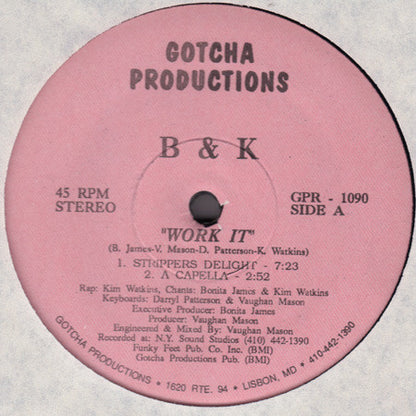 GOTCHA
PRODUCTIONS
B & K
45 RPM
STEREO
GPR - 1090
SIDE A
"WORK IT"
(B. James-V. Mason-D. Patterson-K. Watkins)
1. STRIPPERS DELIGHT - 7:23
2. A CAPELLA - 2:52
Rap: Kim Watkins, Chants: Bonita James & Kim Watkins
Keyboards: Darryl Patterson & Vaughan Mason
Executive Producer: Bonita James
Producer: Vaughan Mason
Engineered & Mixed By: Vaughan Mason
Recorded at: N.Y. Sound Studios (410) 442-1390
Funky Feet Pub. Co. Inc. (BMI)
Gotcha Productions Pub. (BMI)
GOTCHA PRODUCTIONS • 1620 RTE. 94 • LISBON, MD • 410-442-1390